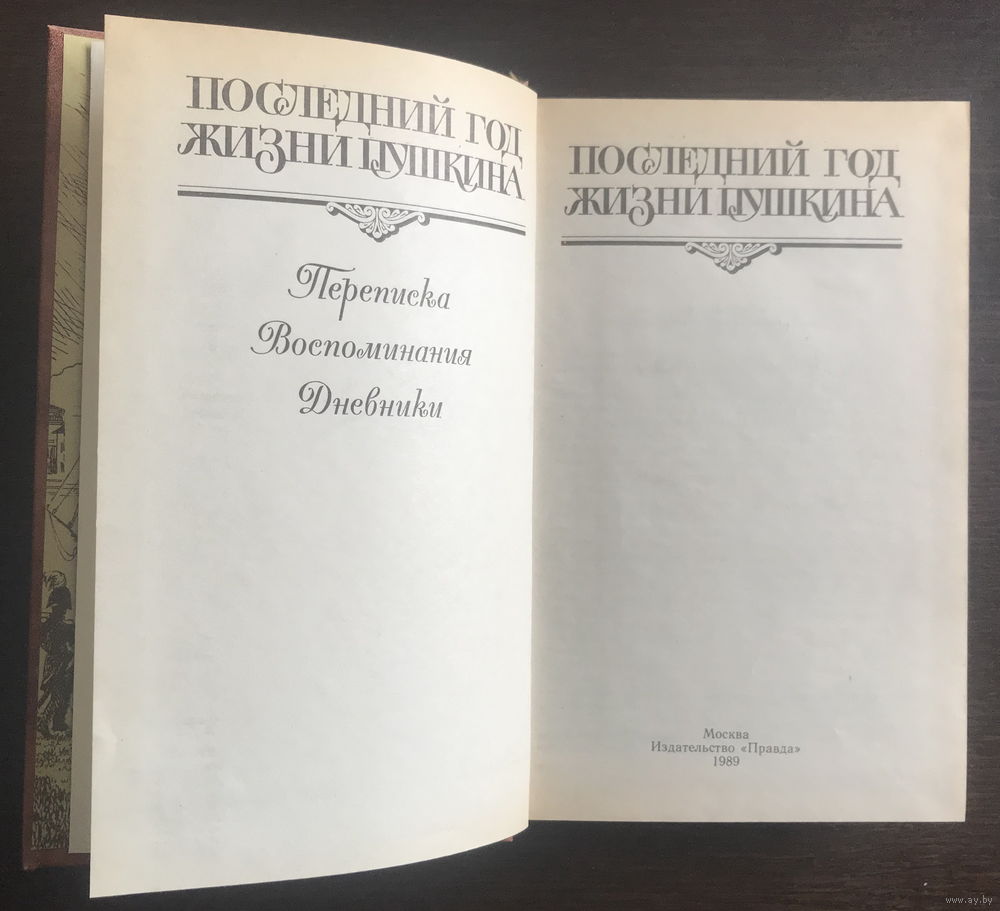 ПОСЛЕДНИЙ ГОД
ЖИЗНИ ПУШКИНА
Переписка
Воспоминания
Дневники
ПОСЛЕДНИЙ ГОД
ЖИЗНИ ПУШКИНА
Москва
Издательство «Правда»
1989
www.ay.by